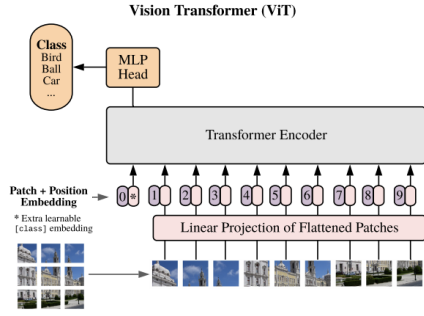 Vision Transformer (ViT)
Class
Bird
Ball
Car
...
MLP
Head
Transformer Encoder
Patch + Position
Embedding
0 * 1 2 3 4 5 6 7 8 9
* Extra learnable
[class] embedding
Linear Projection of Flattened Patches